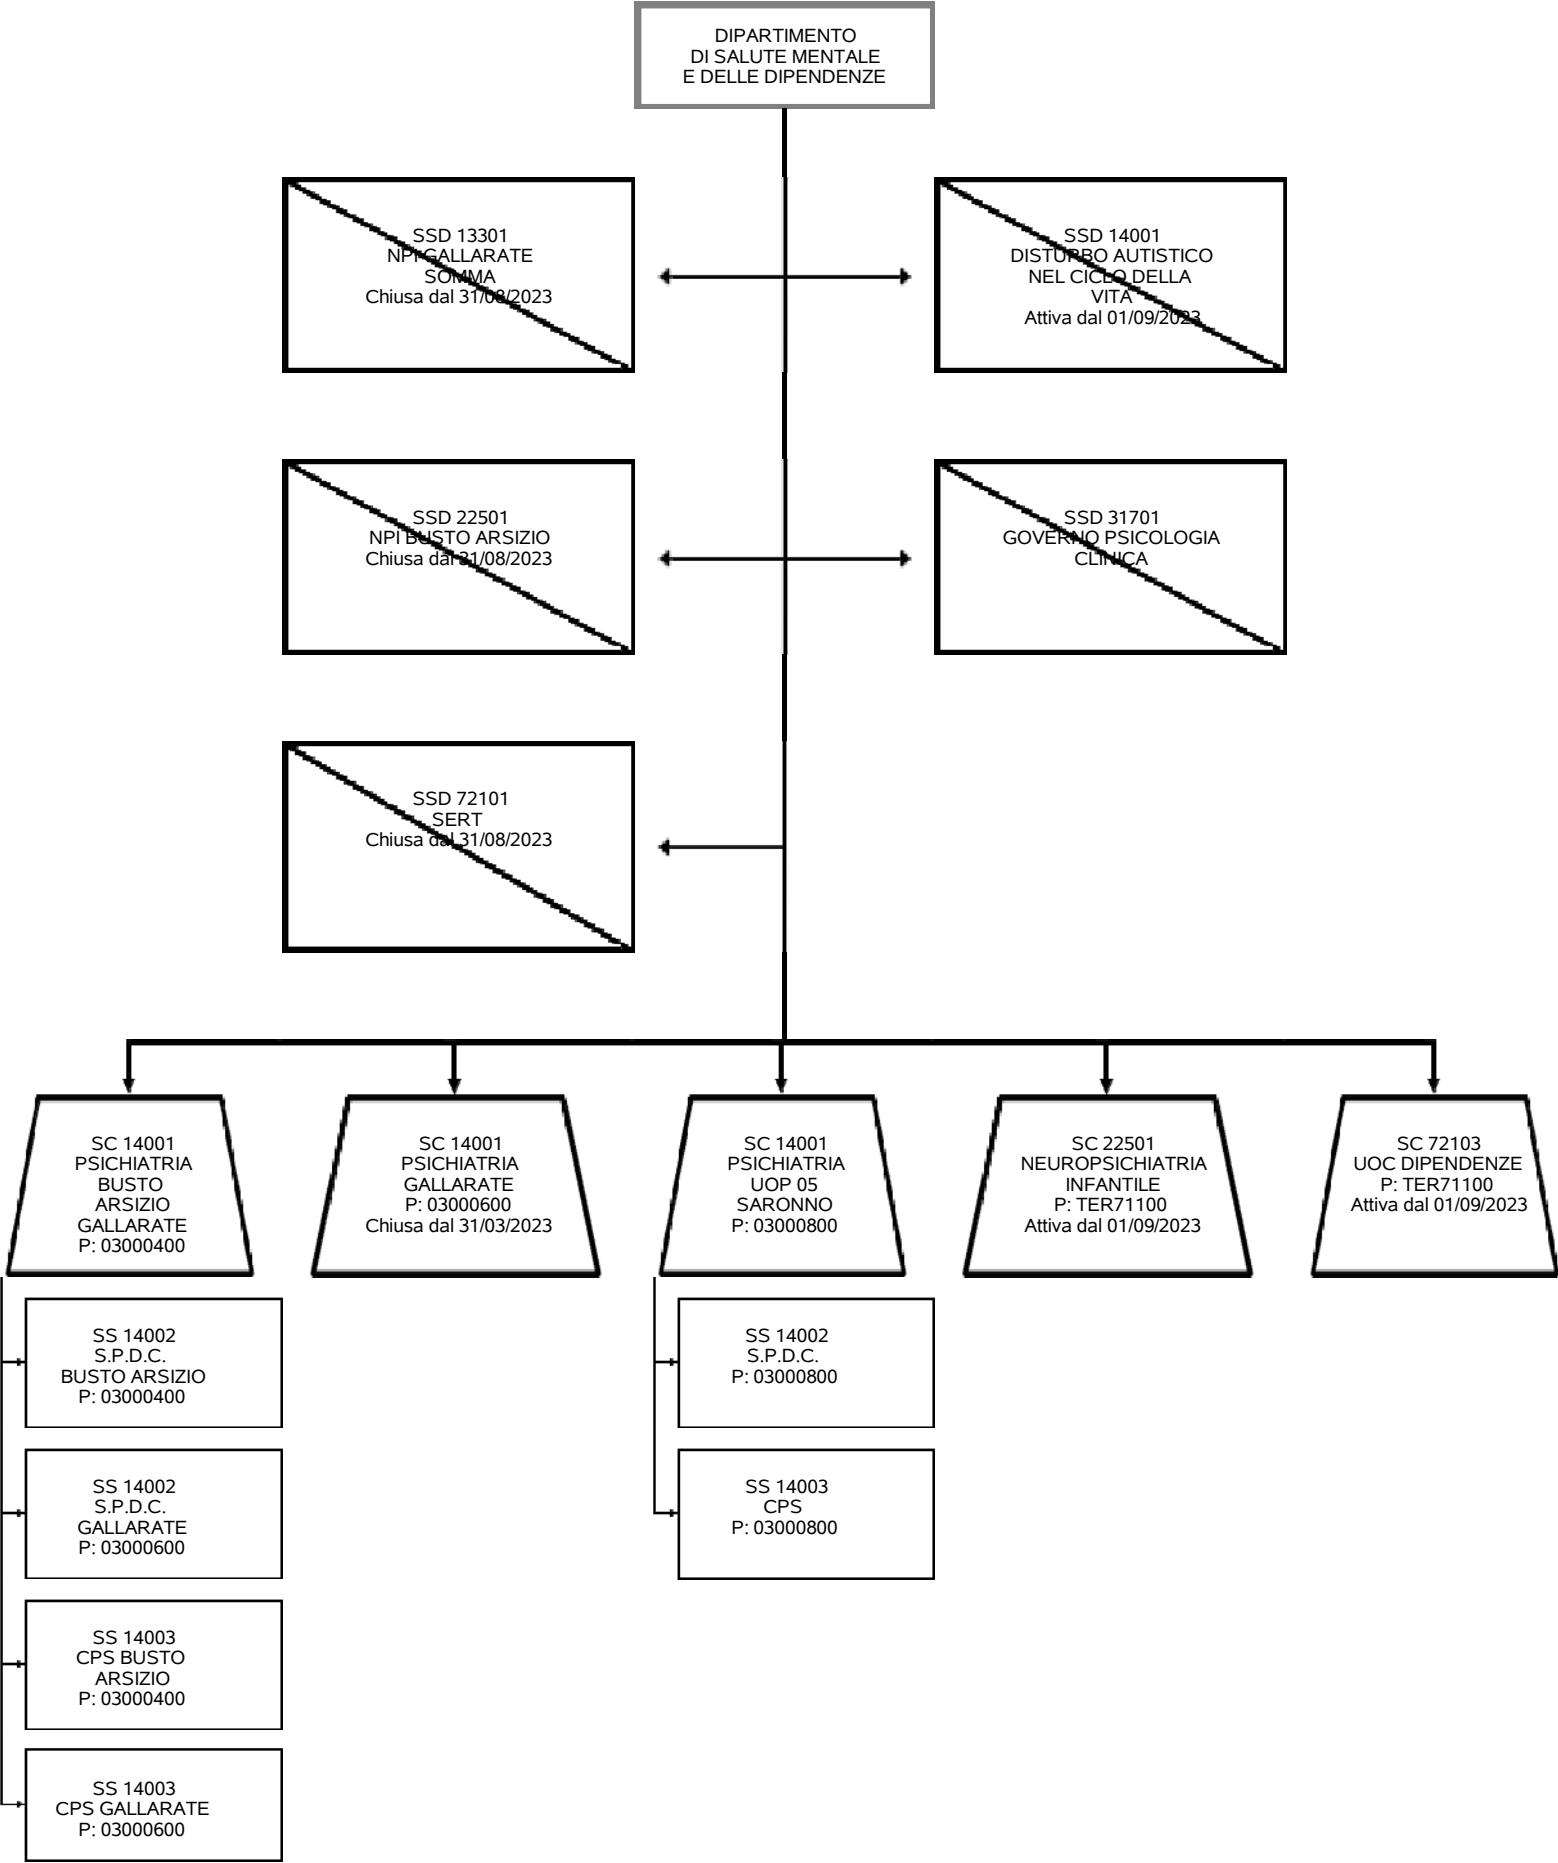 DIPARTIMENTO
DI SALUTE MENTALE
E DELLE DIPENDENZE
SSD 13301
NPI GALLARATE
SOMMA
Chiusa dal 31/08/2023
SSD 14001
DISTURBO AUTISTICO
NEL CICLO DELLA
VITA
Attiva dal 01/09/2023
SSD 22501
NPI BUSTO ARSIZIO
Chiusa dal 31/08/2023
SSD 31701
GOVERNO PSICOLOGIA
CLINICA
SSD 72101
SERT
Chiusa dal 31/08/2023
SC 14001
PSICHIATRIA
BUSTO
ARSIZIO
GALLARATE
P: 03000400
SC 14001
PSICHIATRIA
GALLARATE
P: 03000600
Chiusa dal 31/03/2023
SC 14001
PSICHIATRIA
UOP 05
SARONNO
P: 03000800
SC 22501
NEUROPSICHIATRIA
INFANTILE
P: TER71100
Attiva dal 01/09/2023
SC 72103
UOC DIPENDENZE
P: TER71100
Attiva dal 01/09/2023
SS 14002
S.P.D.C.
BUSTO ARSIZIO
P: 03000400
SS 14002
S.P.D.C.
GALLARATE
P: 03000600
SS 14003
CPS BUSTO
ARSIZIO
P: 03000400
SS 14003
CPS GALLARATE
P: 03000600
SS 14002
S.P.D.C.
P: 03000800
SS 14003
CPS
P: 03000800